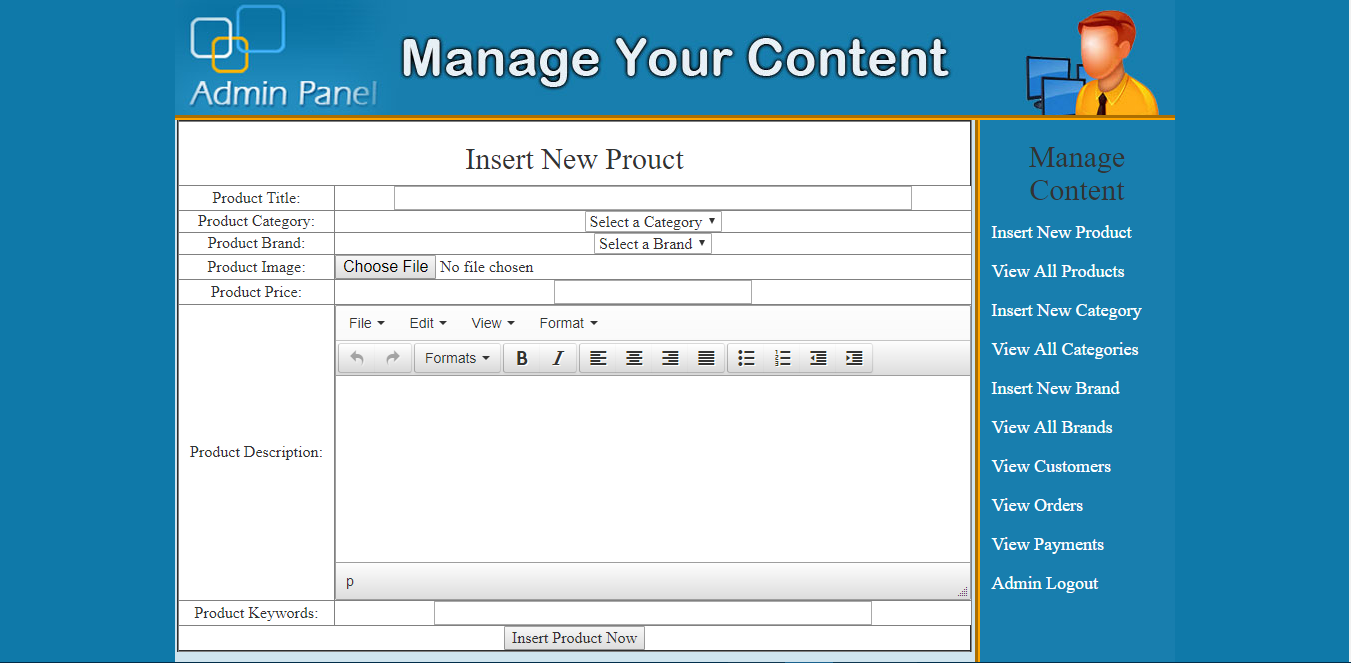 Admin Panel
Manage Your Content
Insert New Prouct
Product Title:
Product Category: Select a Category
Product Brand: Select a Brand
Product Image: Choose File No file chosen
Product Price:
File Edit View Format
Formats B I
Product Description:
p
Product Keywords:
Insert Product Now
Manage
Content
Insert New Product
View All Products
Insert New Category
View All Categories
Insert New Brand
View All Brands
View Customers
View Orders
View Payments
Admin Logout